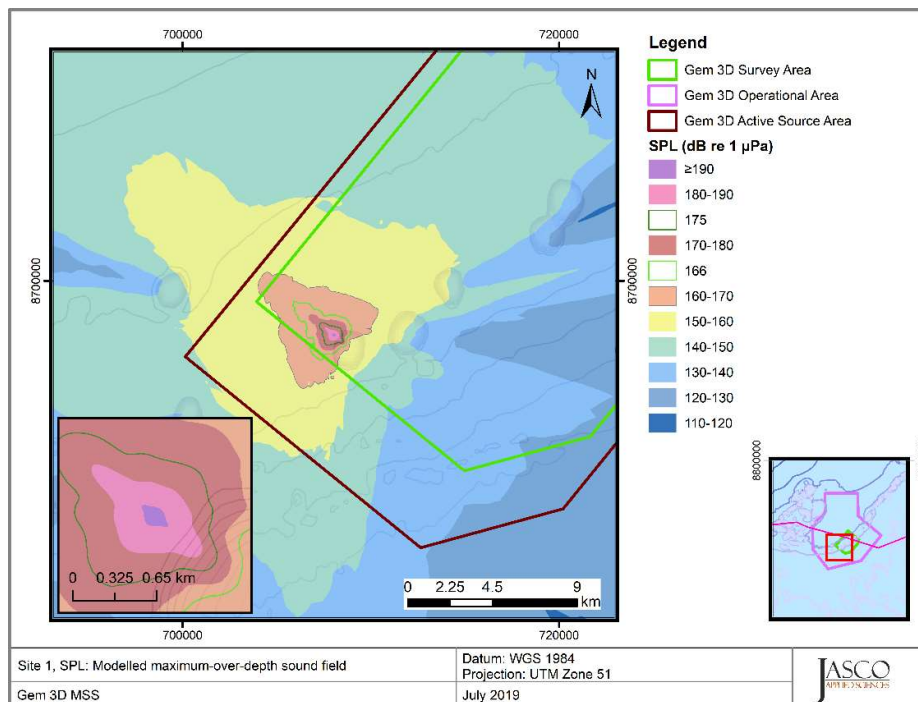 700000
720000
8700000
8700000
N
Legend
Gem 3D Survey Area
Gem 3D Operational Area
Gem 3D Active Source Area
SPL (dB re 1 µPa)
≥190
180-190
175
170-180
166
160-170
150-160
140-150
130-140
120-130
110-120
0 0.325 0.65 km
0 2.25 4.5 9
km
8800000
700000
720000
Site 1, SPL: Modelled maximum-over-depth sound field
Datum: WGS 1984
Projection: UTM Zone 51
Gem 3D MSS
July 2019
JASCO
APPLIED SCIENCES